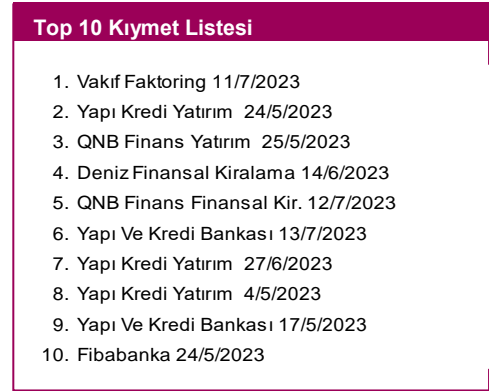 Top 10 Kıymet Listesi
1. Vakıf Faktoring 11/7/2023
2. Yapı Kredi Yatırım 24/5/2023
3. QNB Finans Yatırım 25/5/2023
4. Deniz Finansal Kiralama 14/6/2023
5. QNB Finans Finansal Kir. 12/7/2023
6. Yapı Ve Kredi Bankası 13/7/2023
7. Yapı Kredi Yatırım 27/6/2023
8. Yapı Kredi Yatırım 4/5/2023
9. Yapı Ve Kredi Bankası 17/5/2023
10. Fibabanka 24/5/2023